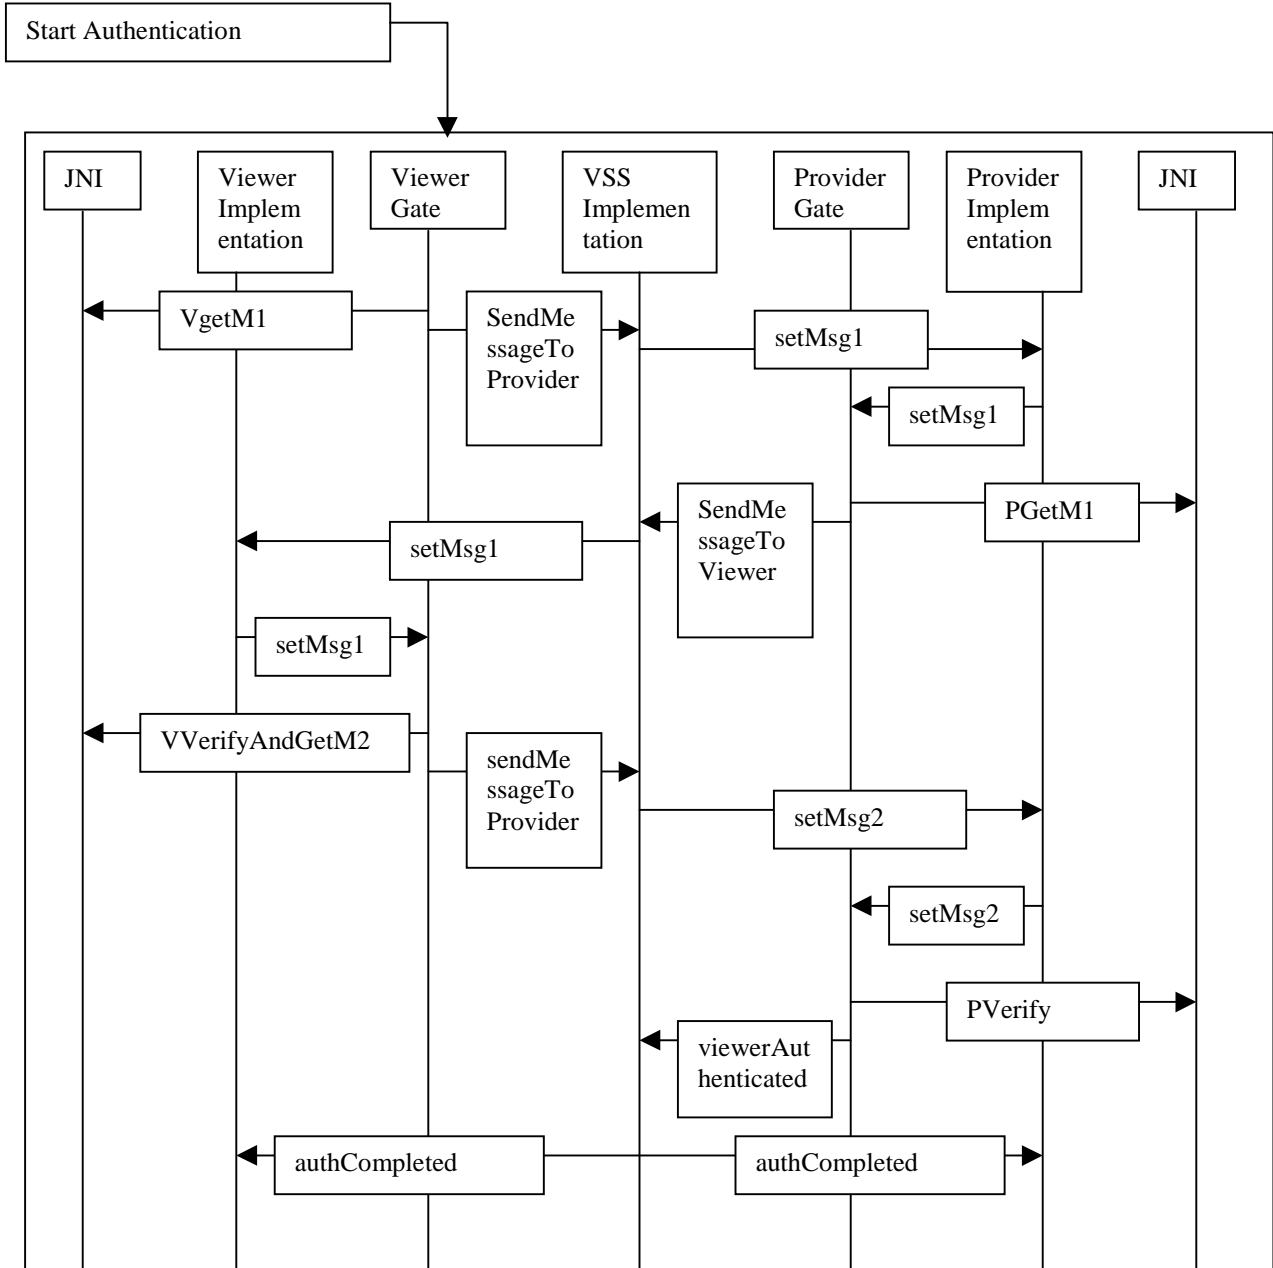 Start Authentication
JNI
Viewer
Implem
entation
Viewer
Gate
VSS
Implemen
tation
Provider
Gate
Provider
Implem
entation
JNI
VgetM1
SendMe
ssageTo
Provider
setMsg1
setMsg1
SendMe
ssageTo
Viewer
PGetM1
setMsg1
setMsg1
VVerifyAndGetM2
sendMe
ssageTo
Provider
setMsg2
setMsg2
PVerify
viewerAut
henticated
authCompleted
authCompleted